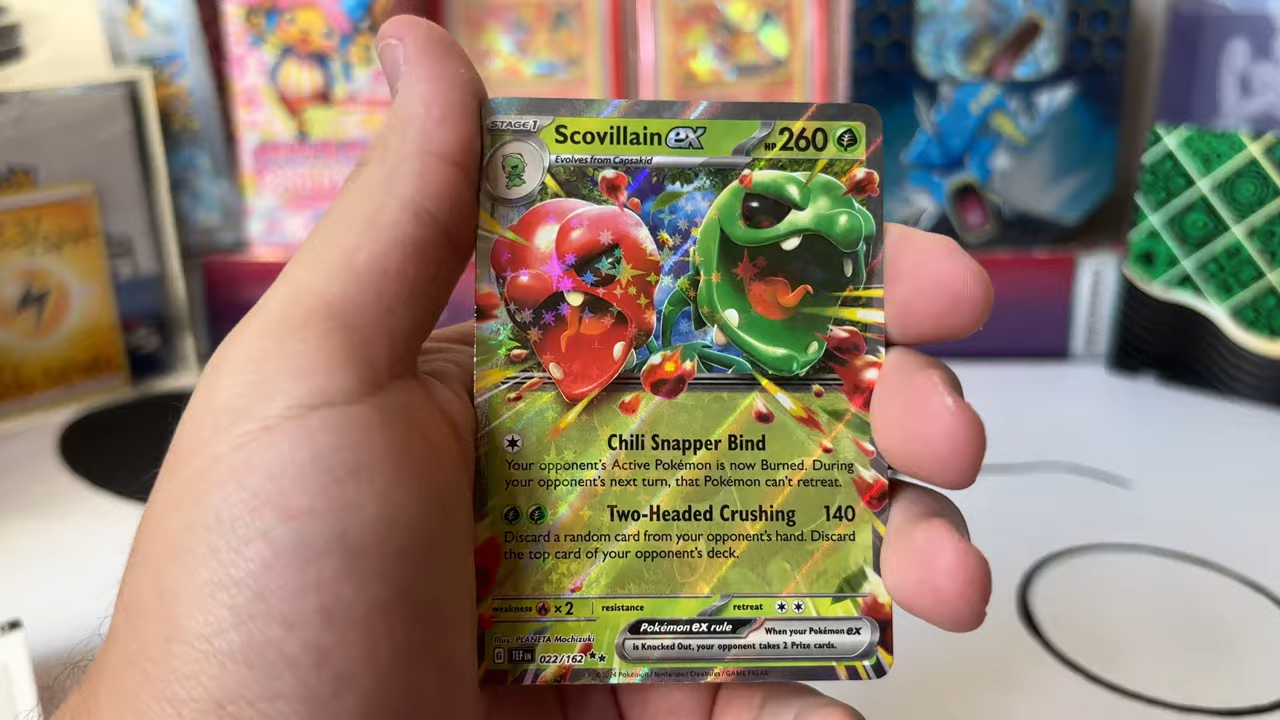 STAGE 1
Scovillain ex
HP 260
Evolves from Capsakid
Chili Snapper Bind
Your opponent's Active Pokémon is now Burned. During
your opponent's next turn, that Pokémon can't retreat.
Two-Headed Crushing 140
Discard a random card from your opponent's hand. Discard
the top card of your opponent's deck.
weakness ×2 resistance retreat
Illus. PLANETA Mochizuki
G TEF EN 022/162
Pokémon ex rule
When your Pokémon ex
is Knocked Out, your opponent takes 2 Prize cards.
©2024 Pokémon / Nintendo / Creatures / GAME FREAK